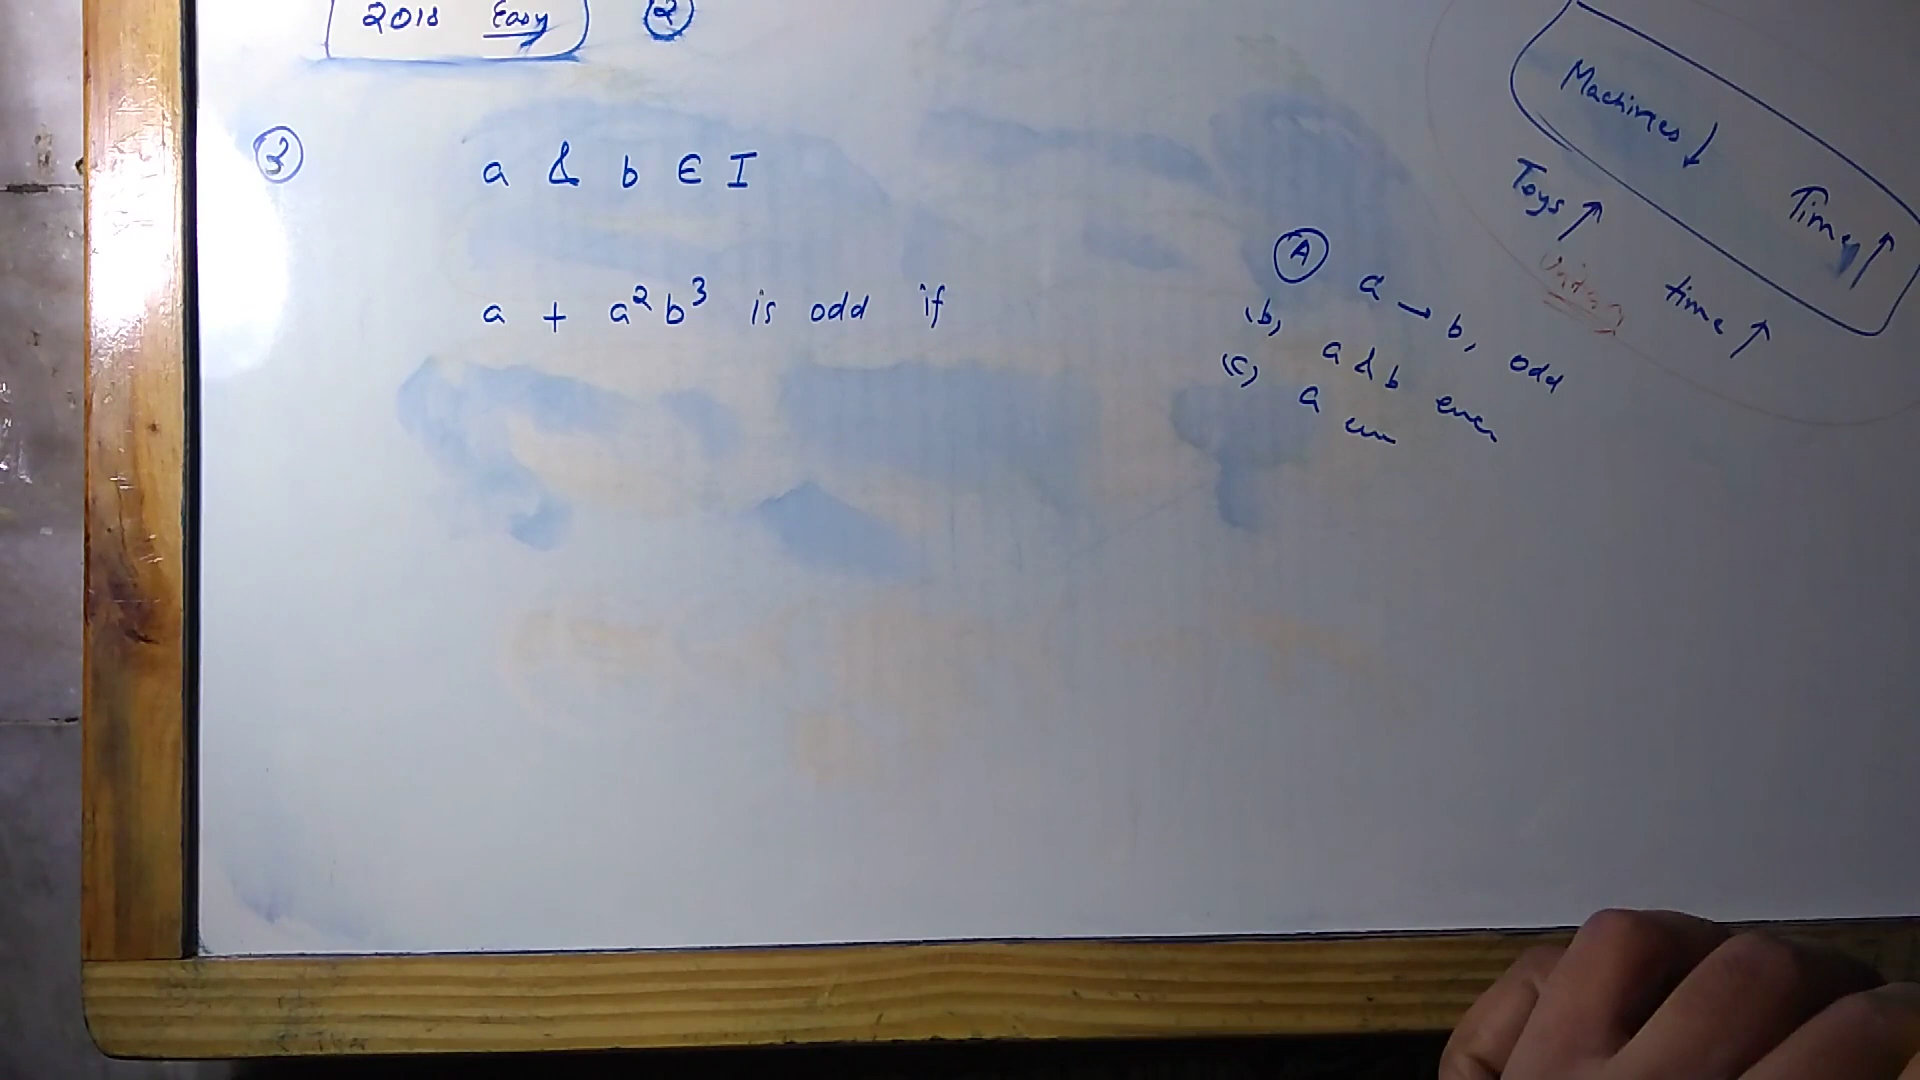 2018 Easy 2
3
a & b ∈ I
a + a²b³ is odd if
A a → b, odd
(b) a & b even
(c) a
Machines ↓ Time ↑
Toys ↑ time ↑